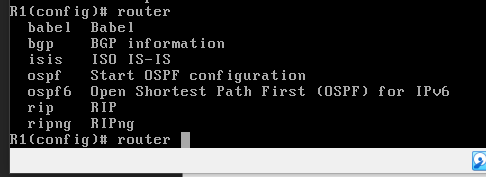 R1(config)# router
babel  Babel
bgp    BGP information
isis   ISO IS-IS
ospf   Start OSPF configuration
ospf6  Open Shortest Path First (OSPF) for IPv6
rip    RIP
ripng  RIPng
R1(config)# router